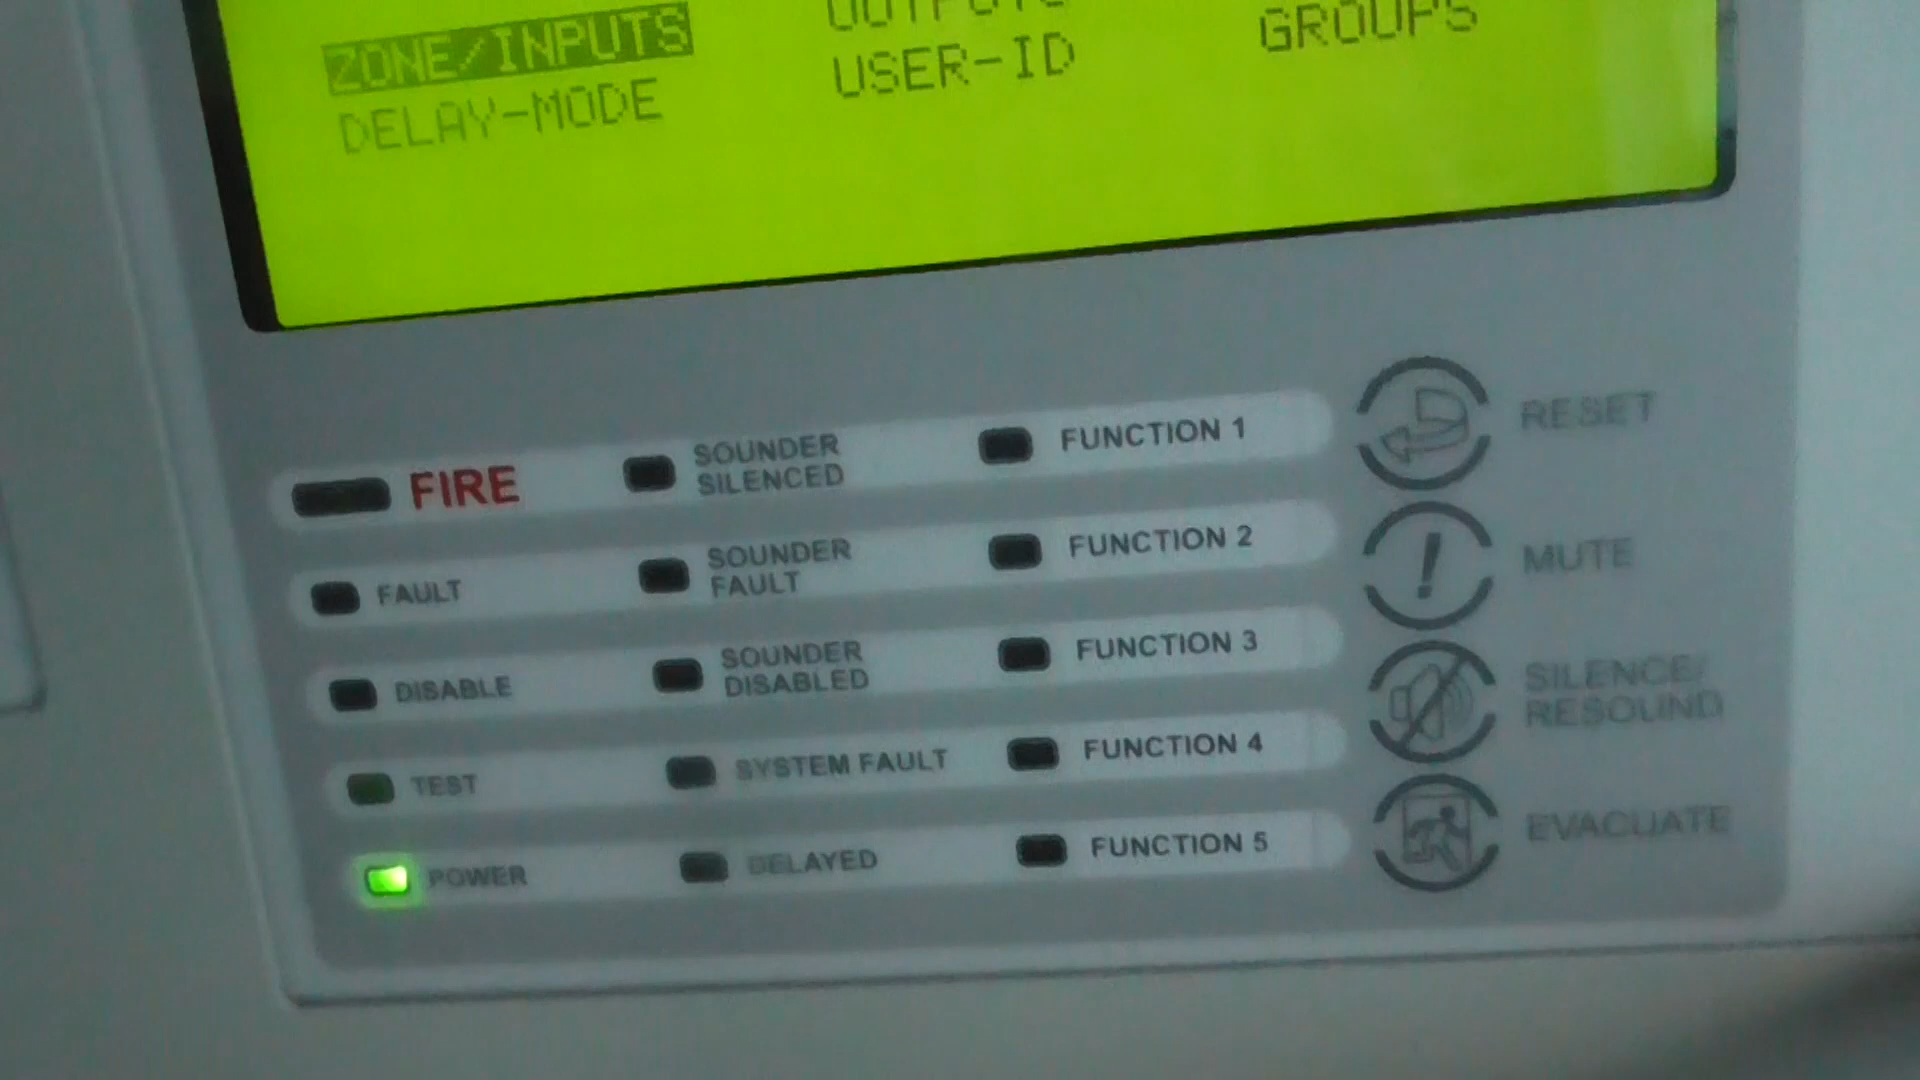 ZONE/INPUTS OUTPUTS GROUPS
DELAY-MODE USER-ID
FIRE SOUNDER SILENCED FUNCTION 1 RESET
FAULT SOUNDER FAULT FUNCTION 2 MUTE
DISABLE SOUNDER DISABLED FUNCTION 3 SILENCE/ RESOUND
TEST SYSTEM FAULT FUNCTION 4 EVACUATE
POWER DELAYED FUNCTION 5